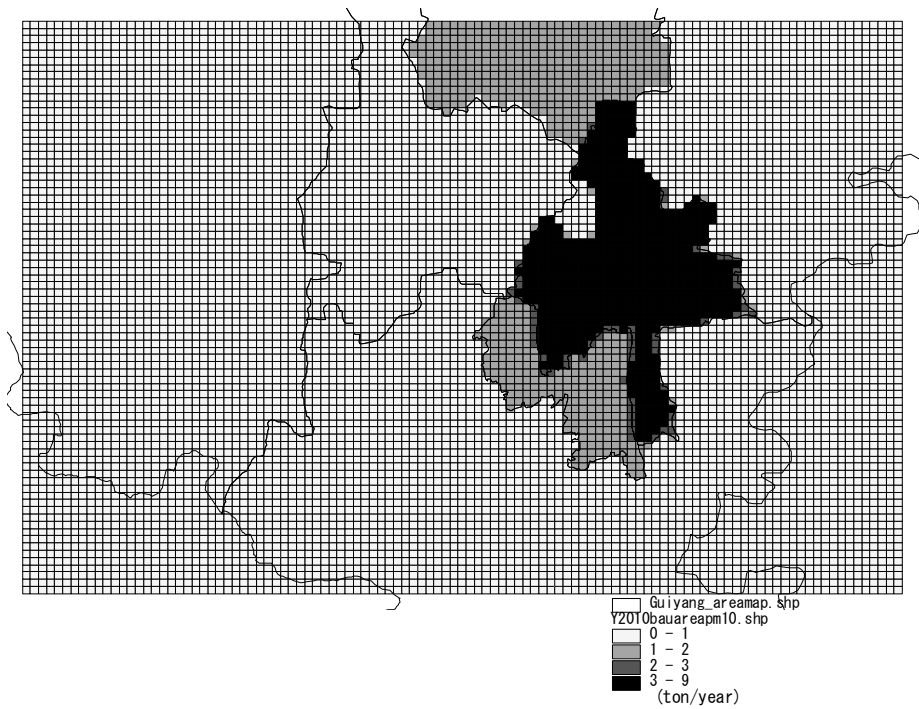 Guiyang_areamap.shp
Y2010bauareapm10.shp
0 - 1
1 - 2
2 - 3
3 - 9
(ton/year)